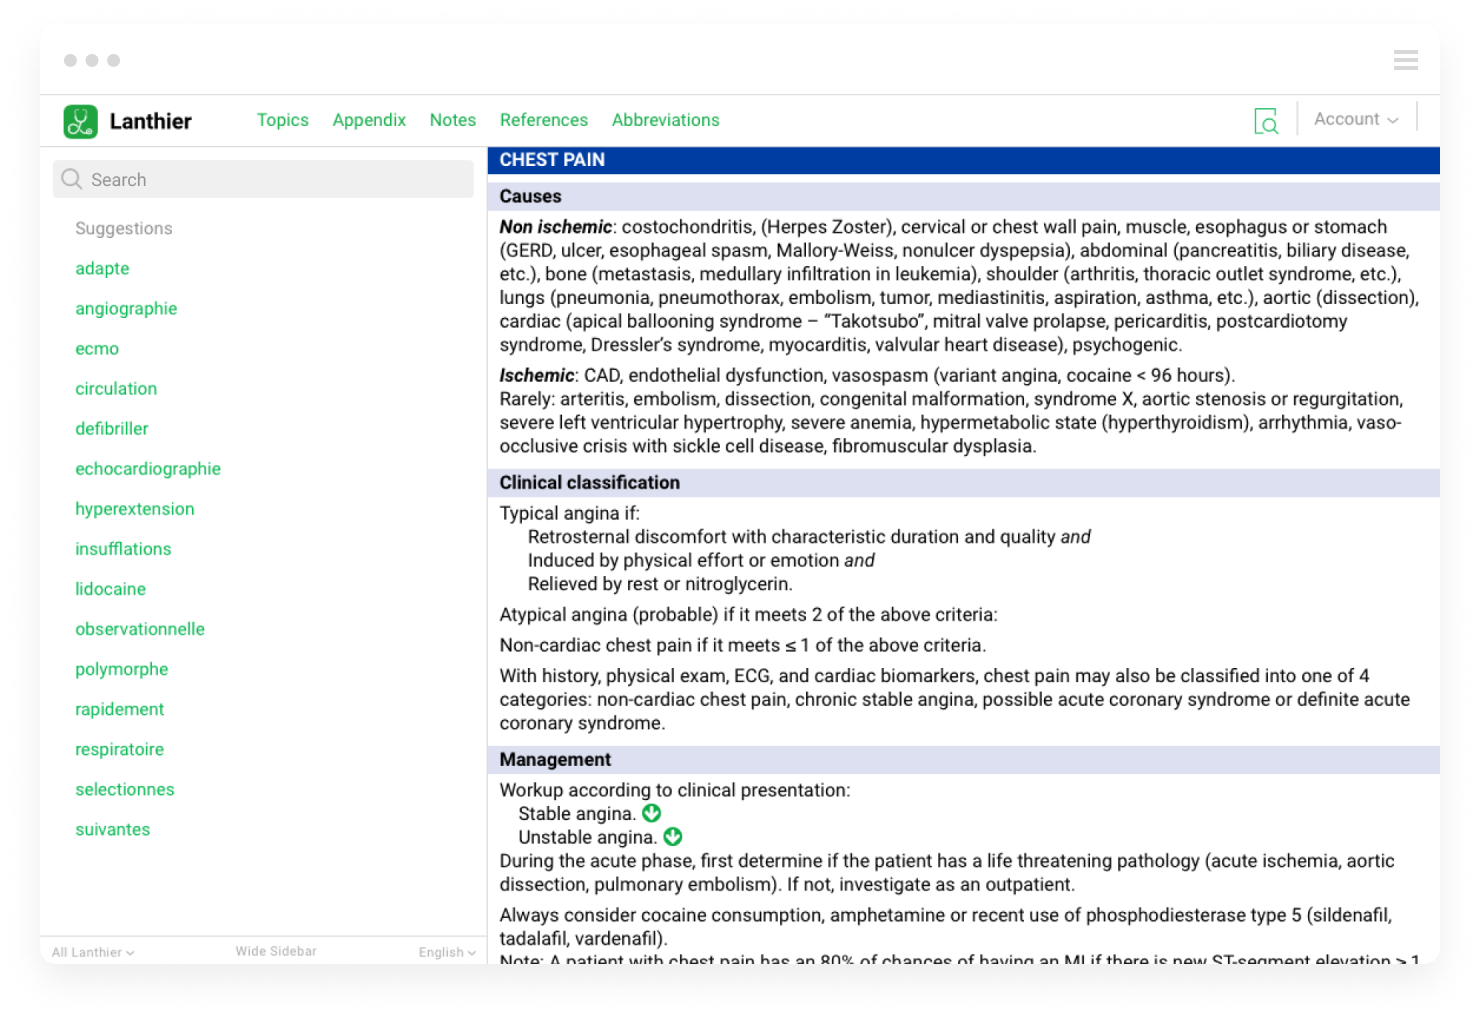 Lanthier
Topics Appendix Notes References Abbreviations
Account
Search
Suggestions
adapte
angiographie
ecmo
circulation
defibriller
echocardiographie
hyperextension
insufflations
lidocaine
observationnelle
polymorphe
rapidement
respiratoire
selectionnes
suivantes
All Lanthier Wide Sidebar English
CHEST PAIN
Causes
Non ischemic: costochondritis, (Herpes Zoster), cervical or chest wall pain, muscle, esophagus or stomach
(GERD, ulcer, esophageal spasm, Mallory-Weiss, nonulcer dyspepsia), abdominal (pancreatitis, biliary disease,
etc.), bone (metastasis, medullary infiltration in leukemia), shoulder (arthritis, thoracic outlet syndrome, etc.),
lungs (pneumonia, pneumothorax, embolism, tumor, mediastinitis, aspiration, asthma, etc.), aortic (dissection),
cardiac (apical ballooning syndrome – “Takotsubo”, mitral valve prolapse, pericarditis, postcardiotomy
syndrome, Dressler’s syndrome, myocarditis, valvular heart disease), psychogenic.
Ischemic: CAD, endothelial dysfunction, vasospasm (variant angina, cocaine < 96 hours).
Rarely: arteritis, embolism, dissection, congenital malformation, syndrome X, aortic stenosis or regurgitation,
severe left ventricular hypertrophy, severe anemia, hypermetabolic state (hyperthyroidism), arrhythmia, vaso-
occlusive crisis with sickle cell disease, fibromuscular dysplasia.
Clinical classification
Typical angina if:
Retrosternal discomfort with characteristic duration and quality and
Induced by physical effort or emotion and
Relieved by rest or nitroglycerin.
Atypical angina (probable) if it meets 2 of the above criteria:
Non-cardiac chest pain if it meets ≤ 1 of the above criteria.
With history, physical exam, ECG, and cardiac biomarkers, chest pain may also be classified into one of 4
categories: non-cardiac chest pain, chronic stable angina, possible acute coronary syndrome or definite acute
coronary syndrome.
Management
Workup according to clinical presentation:
Stable angina.
Unstable angina.
During the acute phase, first determine if the patient has a life threatening pathology (acute ischemia, aortic
dissection, pulmonary embolism). If not, investigate as an outpatient.
Always consider cocaine consumption, amphetamine or recent use of phosphodiesterase type 5 (sildenafil,
tadalafil, vardenafil).
Note: A patient with chest pain has an 80% of chances of having an MI if there is new ST-segment elevation ≥ 1